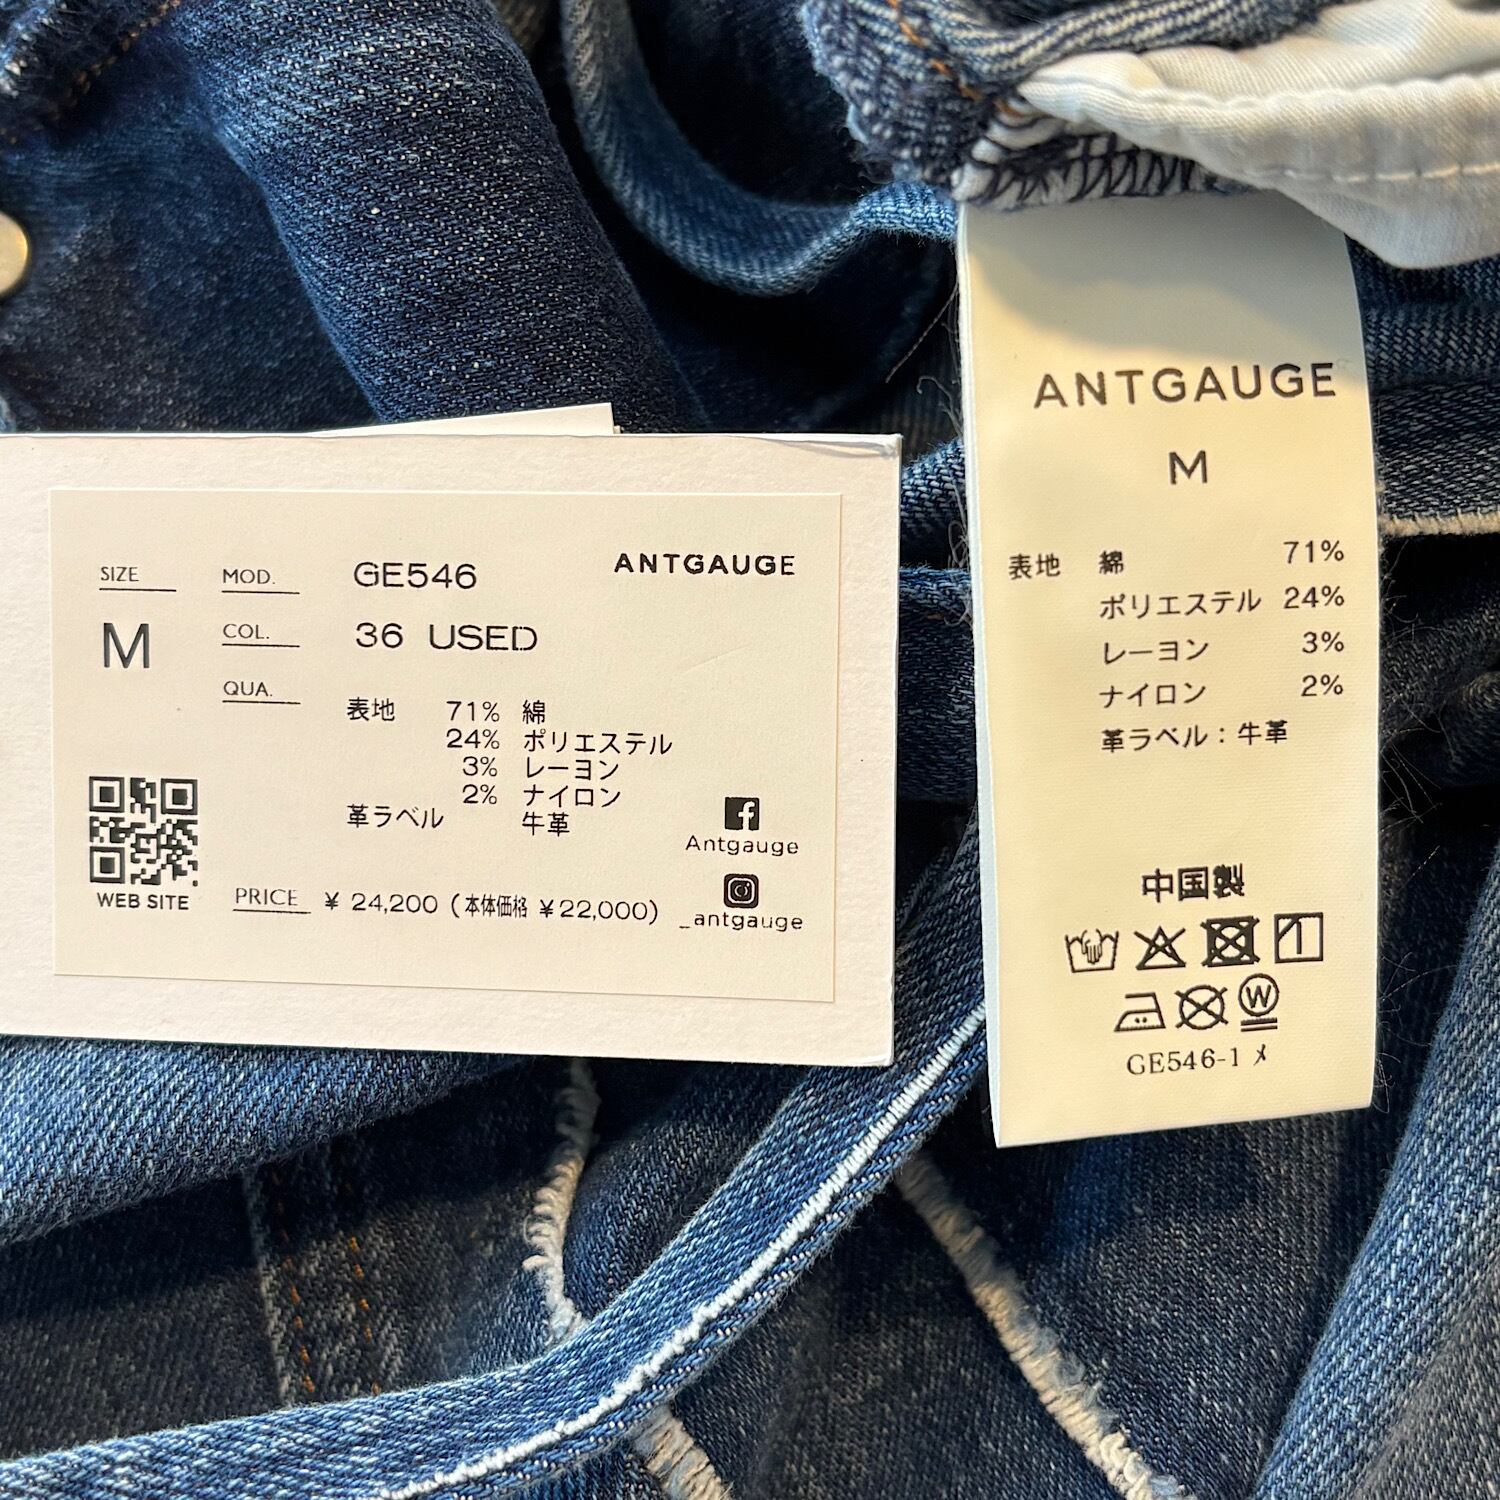 SIZE
M
MOD. GE546
COL. 36 USED
QUA.
表地 71% 綿
24% ポリエステル
3% レーヨン
2% ナイロン
革ラベル 牛革
PRICE ¥ 24,200 (本体価格 ¥22,000)
WEB SITE
ANTGAUGE
Antgauge
_antgauge
ANTGAUGE
M
表地 綿 71%
ポリエステル 24%
レーヨン 3%
ナイロン 2%
革ラベル：牛革
中国製
W
GE546-1 メ